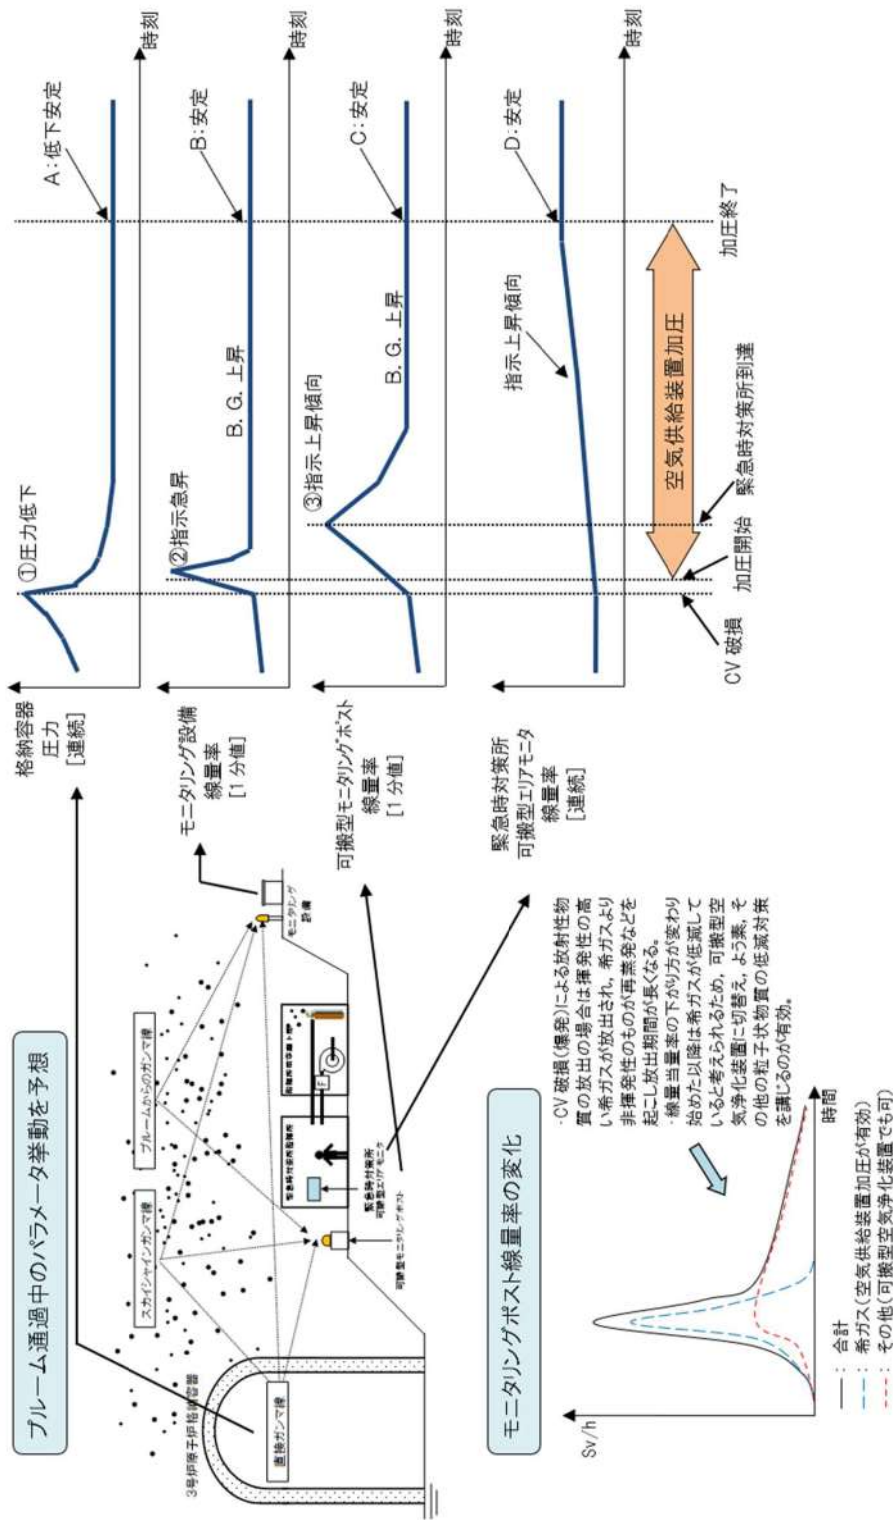 プルーム通過中のパラメータ挙動を予想
3号炉原子炉格納容器
スカイシャインガンマ線
プルームからのガンマ線
直接ガンマ線
緊急時対策所
可搬型エリアモニタ
可搬型モニタリングポスト
モニタリング
設備
F
格納容器
圧力
[連続]
①圧力低下
A:低下安定
時刻
モニタリング設備
線量率
[1分値]
②指示急昇
B.G.上昇
B:安定
時刻
可搬型モニタリングポスト
線量率
[1分値]
③指示上昇傾向
B.G.上昇
C:安定
時刻
緊急時対策所
可搬型エリアモニタ
線量率
[連続]
指示上昇傾向
D:安定
時刻
空気供給装置加圧
CV破損
加圧開始
緊急時対策所到達
加圧終了
モニタリングポスト線量率の変化
Sv/h
時間
:合計
:希ガス(空気供給装置加圧が有効)
:その他(可搬型空気浄化装置でも可)
・CV破損(爆発)による放射性物
質の放出の場合は揮発性の高
い希ガスが放出され,希ガスより
非揮発性のものが再蒸発などを
起こし放出期間が長くなる。
・線量当量率の下がり方が変わり
始めた以降は希ガスが低減して
いると考えられるため,可搬型空
気浄化装置に切替え,よう素,そ
の他の粒子状物質の低減対策
を講じるのが有効。